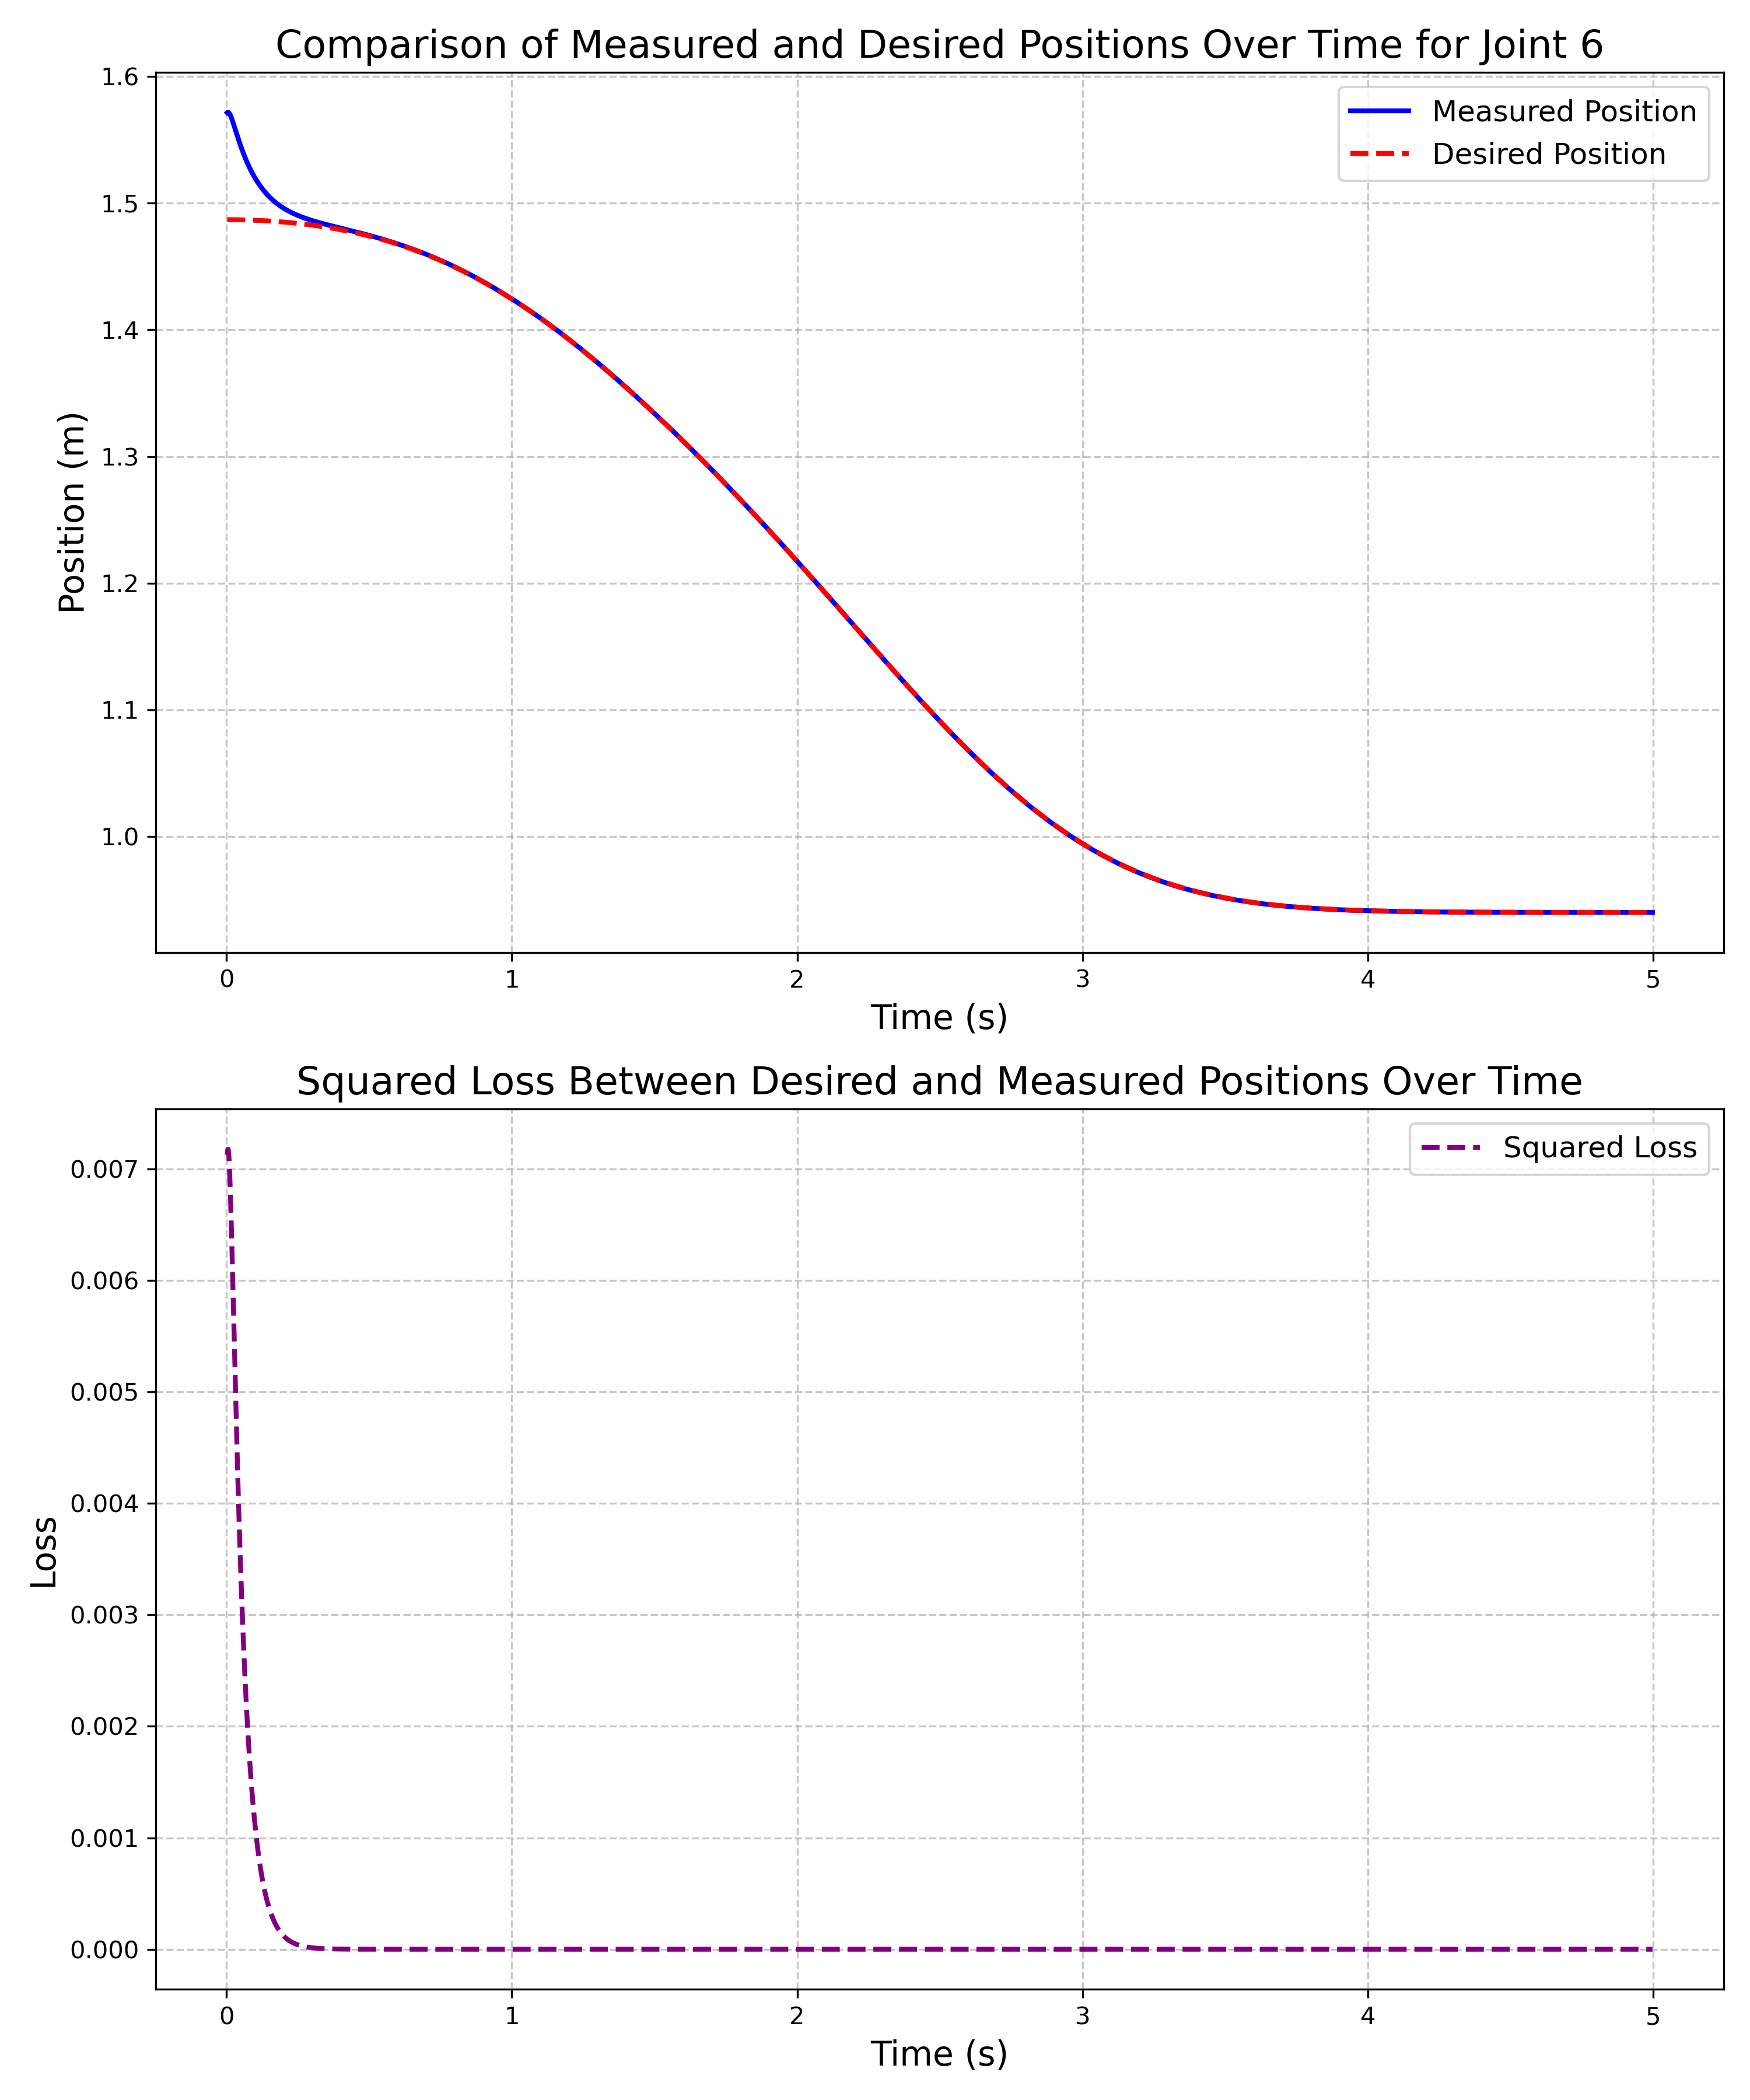 Comparison of Measured and Desired Positions Over Time for Joint 6
1.6
1.5
1.4
1.3
1.2
1.1
1.0
Position (m)
Measured Position
Desired Position
0 1 2 3 4 5
Time (s)
Squared Loss Between Desired and Measured Positions Over Time
0.007
0.006
0.005
0.004
0.003
0.002
0.001
0.000
Loss
Squared Loss
0 1 2 3 4 5
Time (s)